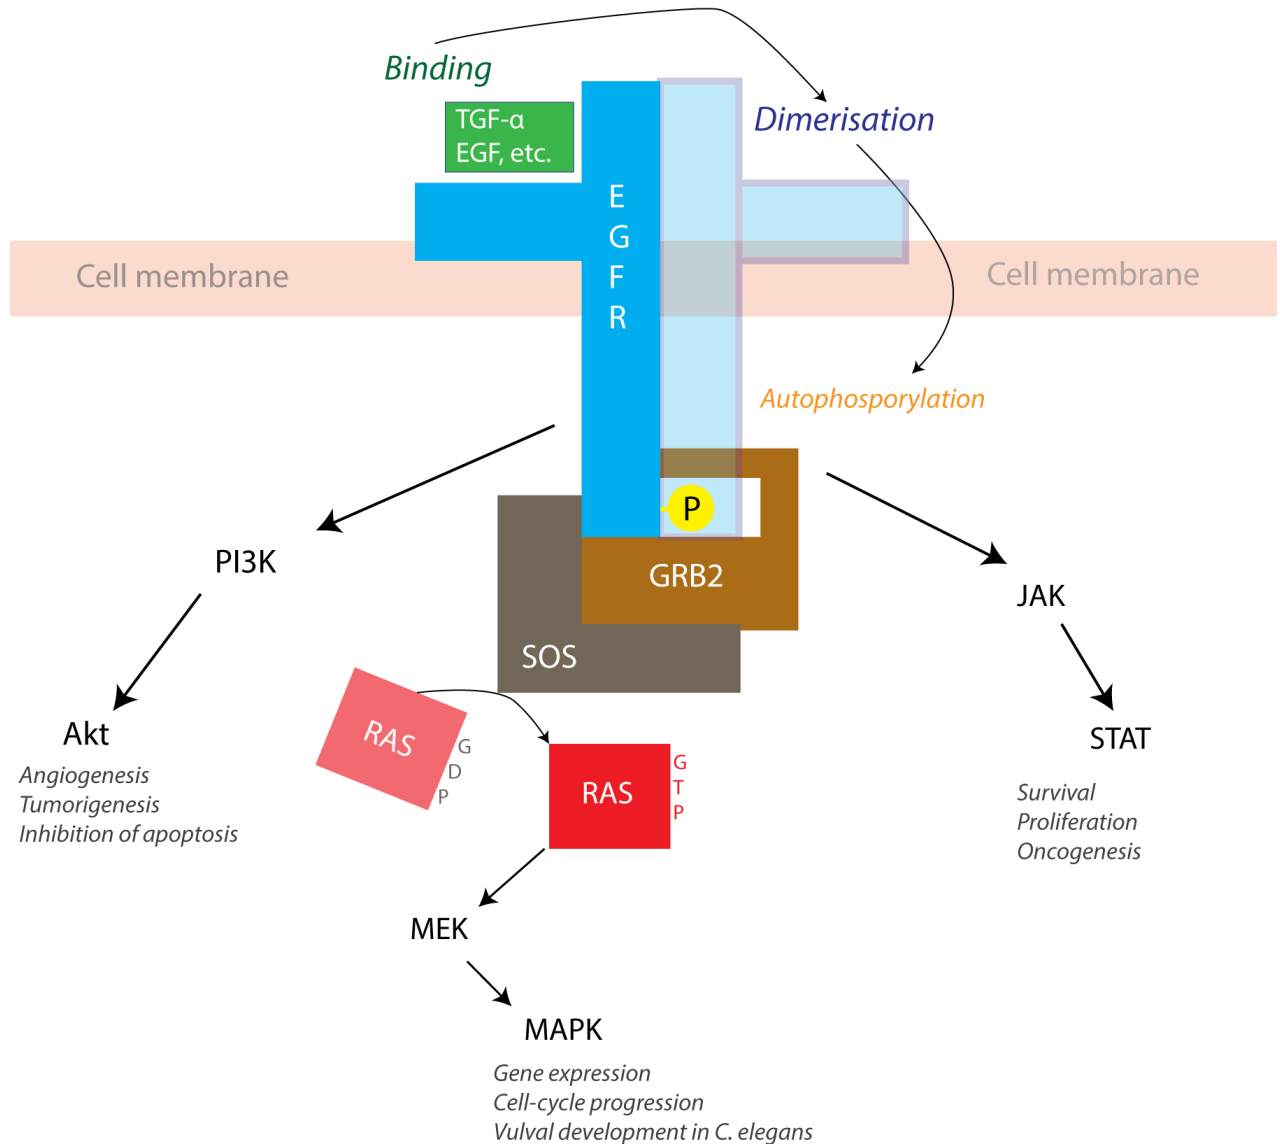 Binding
TGF-α
EGF, etc.
Dimerisation
E
G
F
R
Cell membrane
Cell membrane
Autophosporylation
P
PI3K
GRB2
JAK
SOS
Akt
Angiogenesis
Tumorigenesis
Inhibition of apoptosis
RAS
G
D
P
RAS
G
T
P
STAT
Survival
Proliferation
Oncogenesis
MEK
MAPK
Gene expression
Cell-cycle progression
Vulval development in C. elegans